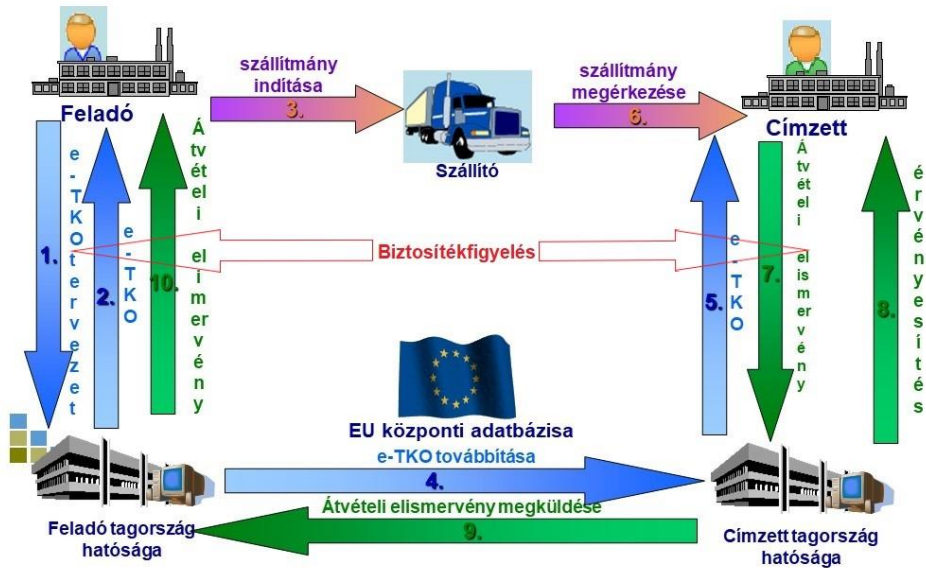 szállítmány
indítása
3.
szállítmány
megérkezése
6.
Feladó
Szállító
Címzett
1.
e-TKO tervezet
2.
e-TKO
10.
Átvételi elimervény
Biztosítékfigyelés
5.
e-TKO
7.
Átvételi elismervény
8.
érvényesítés
EU központi adatbázisa
e-TKO továbbítása
4.
Átvételi elismervény megküldése
9.
Feladó tagország
hatósága
Címzett tagország
hatósága